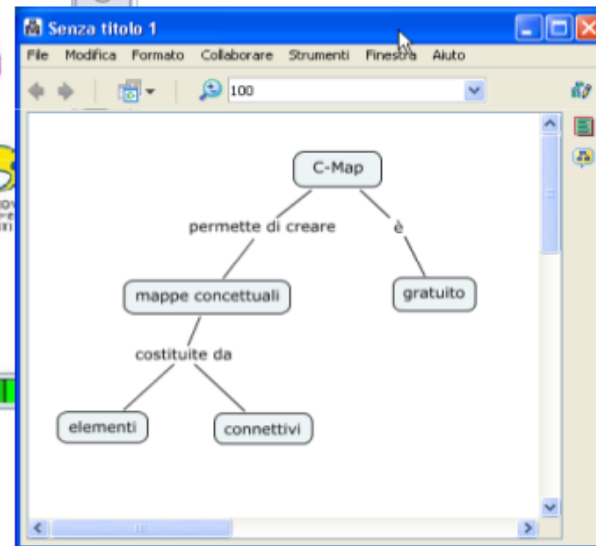 Senza titolo 1
File Modifica Formato Collaborare Strumenti Finestra Aiuto
100
C-Map
permette di creare è
mappe concettuali gratuito
costituite da
elementi connettivi